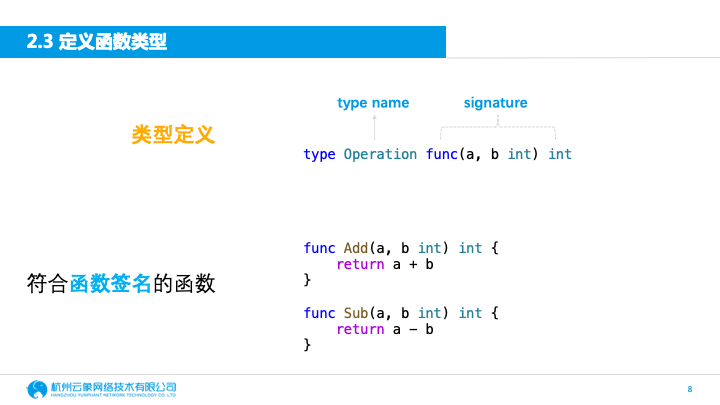 2.3 定义函数类型
type name
signature
类型定义
type Operation func(a, b int) int
func Add(a, b int) int {
    return a + b
}
符合函数签名的函数
func Sub(a, b int) int {
    return a - b
}
杭州云象网络技术有限公司
HANGZHOU YUNPHANT NETWORK TECHNOLOGY CO. LTD
8